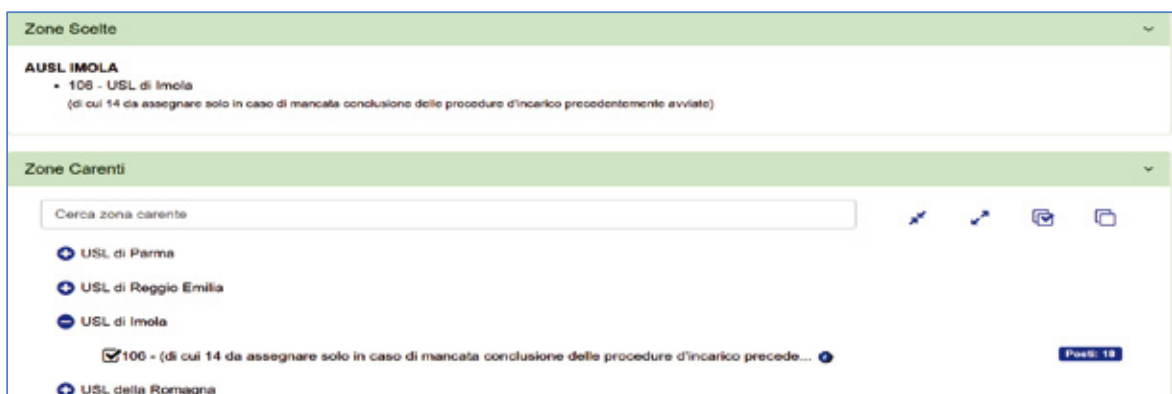 Zone Scelte
AUSL IMOLA
• 106 - USL di Imola
(di cui 14 da assegnare solo in caso di mancata conclusione delle procedure d'incarico precedentemente avviate)
Zone Carenti
Cerca zona carente
USL di Parma
USL di Reggio Emilia
USL di Imola
106 - (di cui 14 da assegnare solo in caso di mancata conclusione delle procedure d'incarico precede...
Posti: 18
USL della Romagna